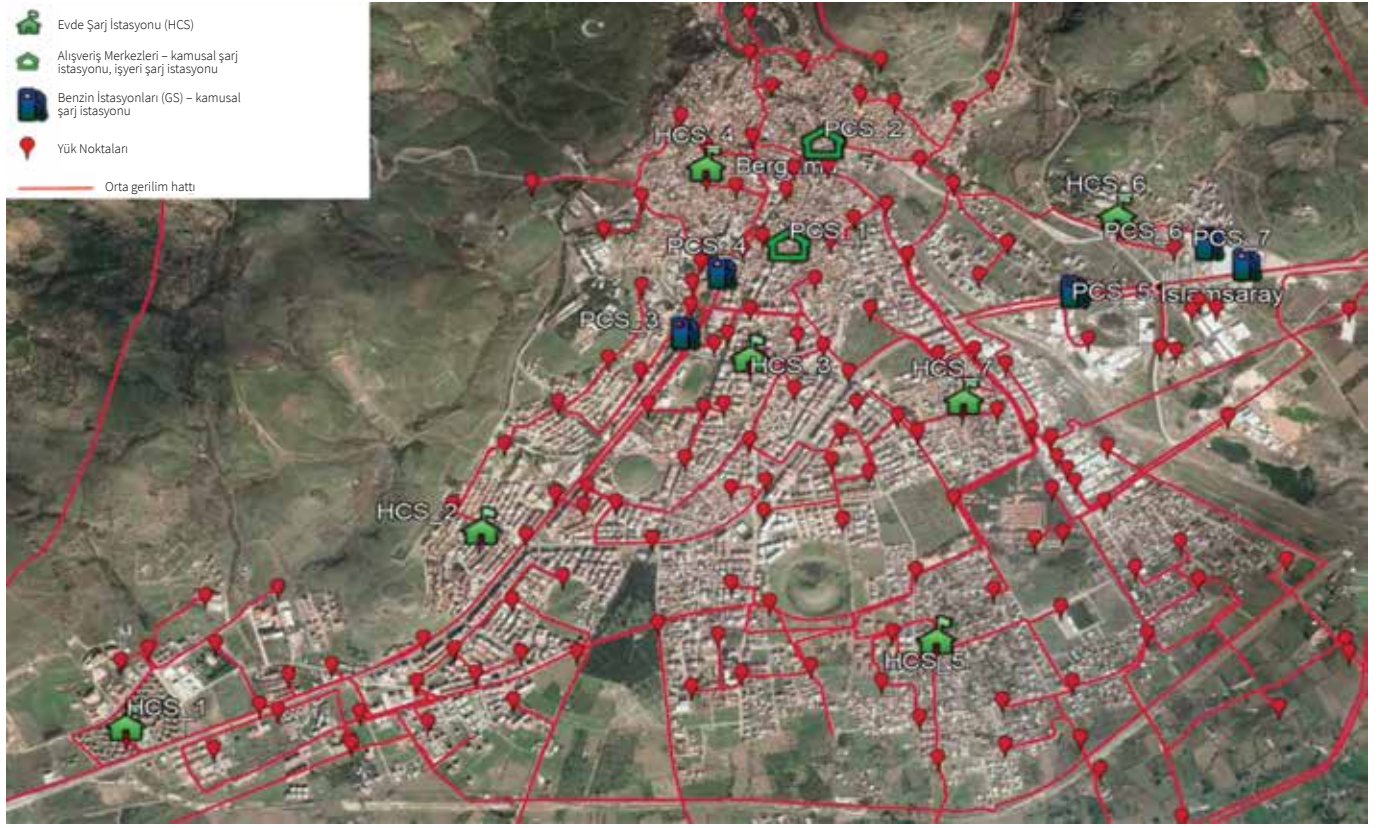 Evde Şarj İstasyonu (HCS)
Alışveriş Merkezleri – kamusal şarj
istasyonu, işyeri şarj istasyonu
Benzin İstasyonları (GS) – kamusal
şarj istasyonu
Yük Noktaları
Orta gerilim hattı
HCS_4
PCS_2
HCS_6
PCS_1
PCS_6
PCS_7
PCS_4
PCS_5
Islamsaray
PCS_3
HCS_3
HCS_7
HCS_2
HCS_5
HCS_1